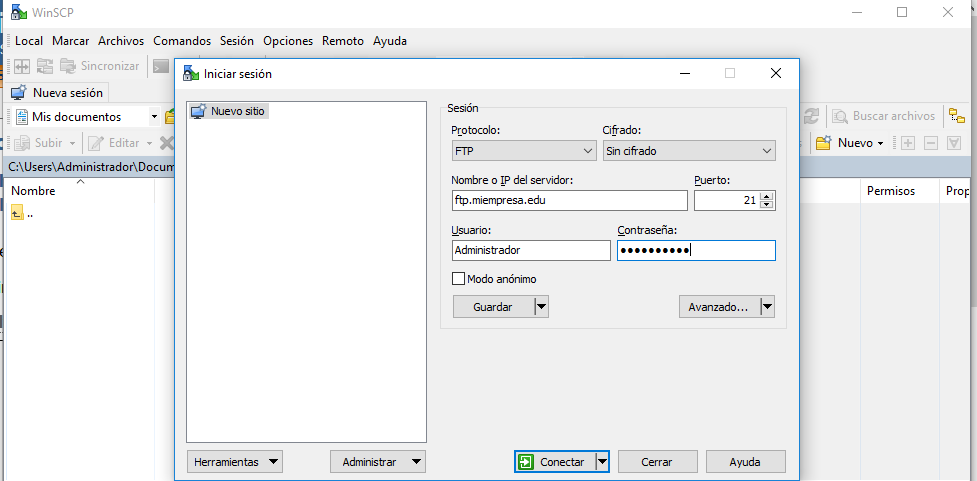 WinSCP
Local Marcar Archivos Comandos Sesión Opciones Remoto Ayuda
Sincronizar
Nueva sesión
Mis documentos
Buscar archivos
Subir Editar
Nuevo
C:\Users\Administrador\Docum
Nombre
Permisos Prop
..
Iniciar sesión
Nuevo sitio
Sesión
Protocolo: Cifrado:
FTP Sin cifrado
Nombre o IP del servidor: Puerto:
ftp.miempresa.edu 21
Usuario: Contraseña:
Administrador ●●●●●●●●●●
Modo anónimo
Guardar Avanzado...
Herramientas Administrar Conectar Cerrar Ayuda